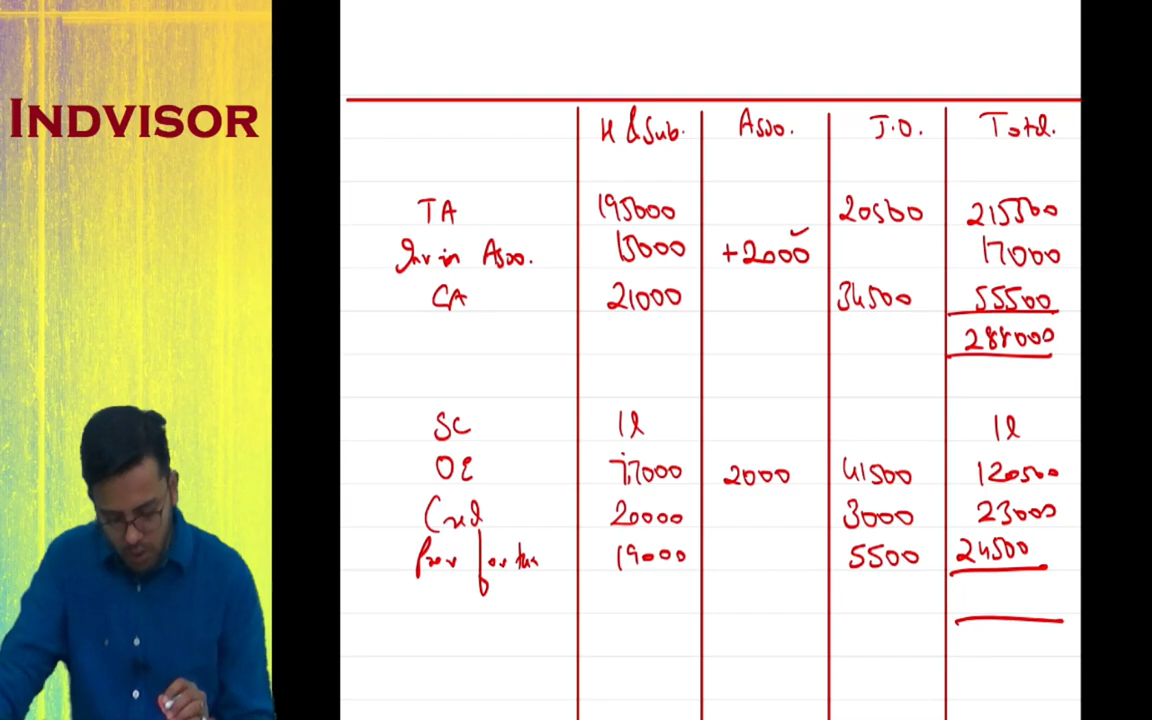 INDVISOR
H & Sub. Asso. J.O. Total.
TA 195000 20500 215500
Inv in Asso. 15000 +2000 17000
CA 21000 34500 55500
288000
SC 1l 1l
OE 77000 2000 41500 120500
Cred 20000 3000 23000
Prov for tax 19000 5500 24500